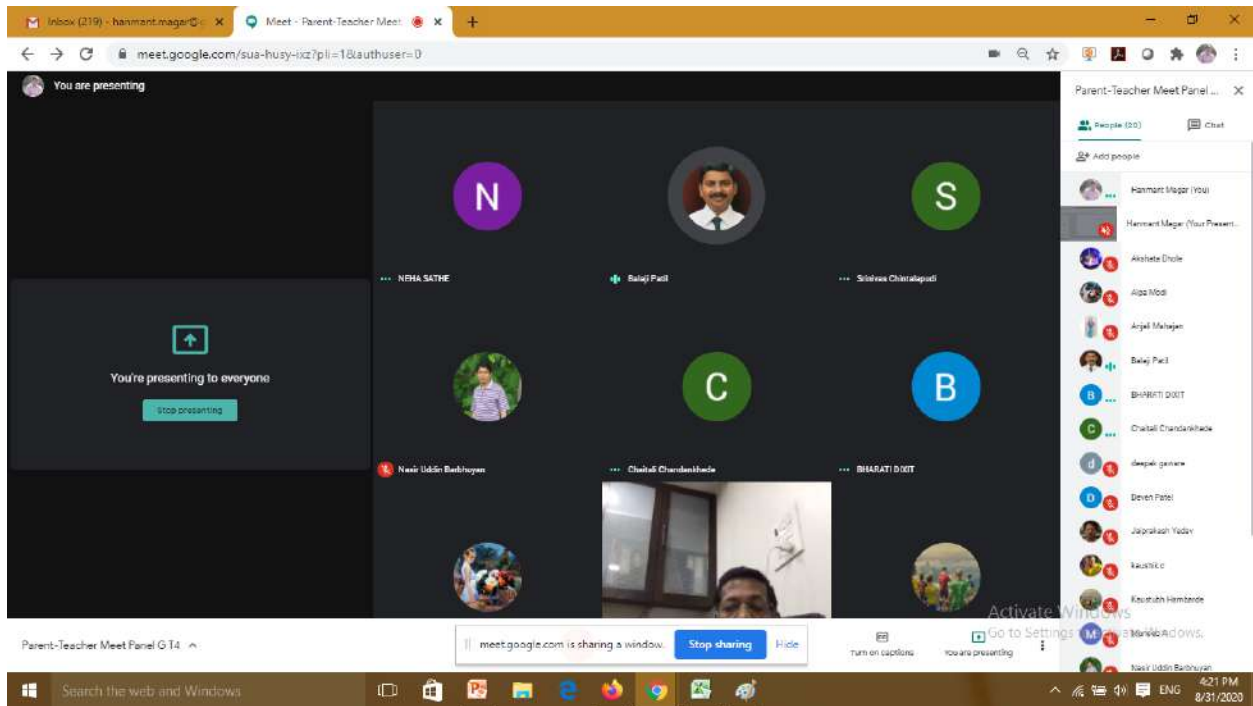 Inbox (219) - hanmant.magar@
Meet - Parent-Teacher Meet
meet.google.com/sua-husy-ixz?pli=1&authuser=0
You are presenting
Parent-Teacher Meet Panel ...
People (20)
Chat
Add people
N
S
NEHA SATHE
Balaji Patil
Srinivas Chintalapudi
You're presenting to everyone
Stop presenting
C
B
Nasir Uddin Barbhuyan
Chaitali Chandankhede
BHARATI DIXIT
Hanmant Magar (You)
Hanmant Magar (Your Present...
Akshata Dhole
Alpa Modi
Anjali Mahajan
Balaji Patil
B BHARATI DIXIT
C Chaitali Chandankhede
d deepak
D Deven Patel
Jaiprakash Yadav
kaushik c
Kaustubh Hembarde
M
Nasir Uddin Barbhuyan
Activate Windows
Go to Settings to activate Windows.
Parent-Teacher Meet Panel G T4
meet.google.com is sharing a window.
Stop sharing
Hide
Turn on captions
You are presenting
Search the web and Windows
ENG
4:21 PM
8/31/2020